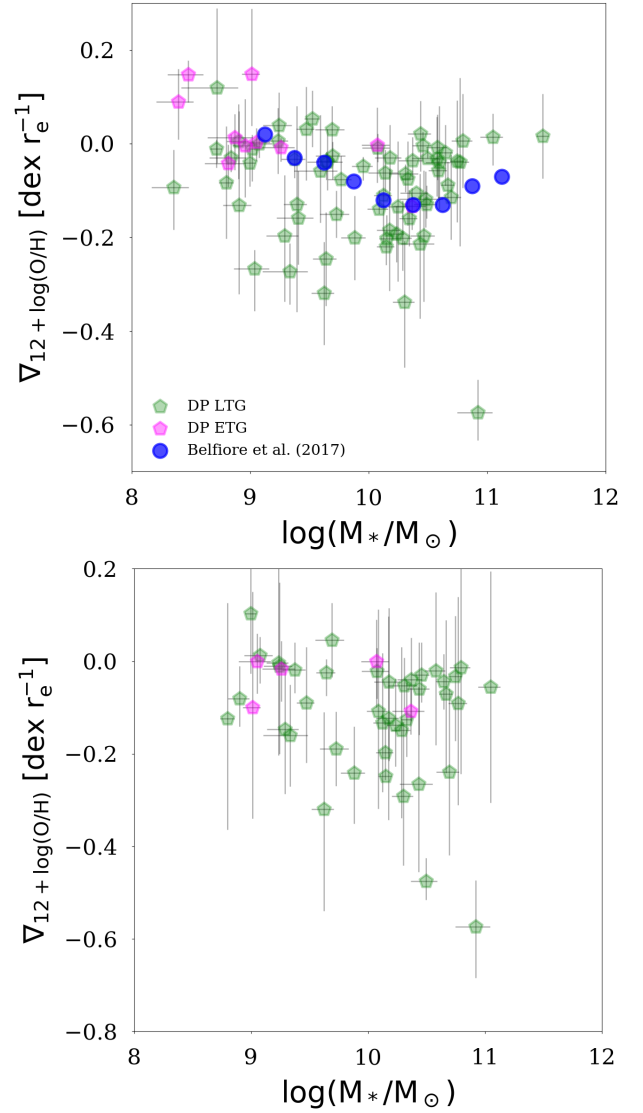 0.2
0.0
−0.2
−0.4
−0.6
∇12 + log(O/H) [dex re−1]
DP LTG
DP ETG
Belfiore et al. (2017)
8 9 10 11 12
log(M∗/M⊙)
0.2
0.0
−0.2
−0.4
−0.6
−0.8
∇12 + log(O/H) [dex re−1]
8 9 10 11 12
log(M∗/M⊙)